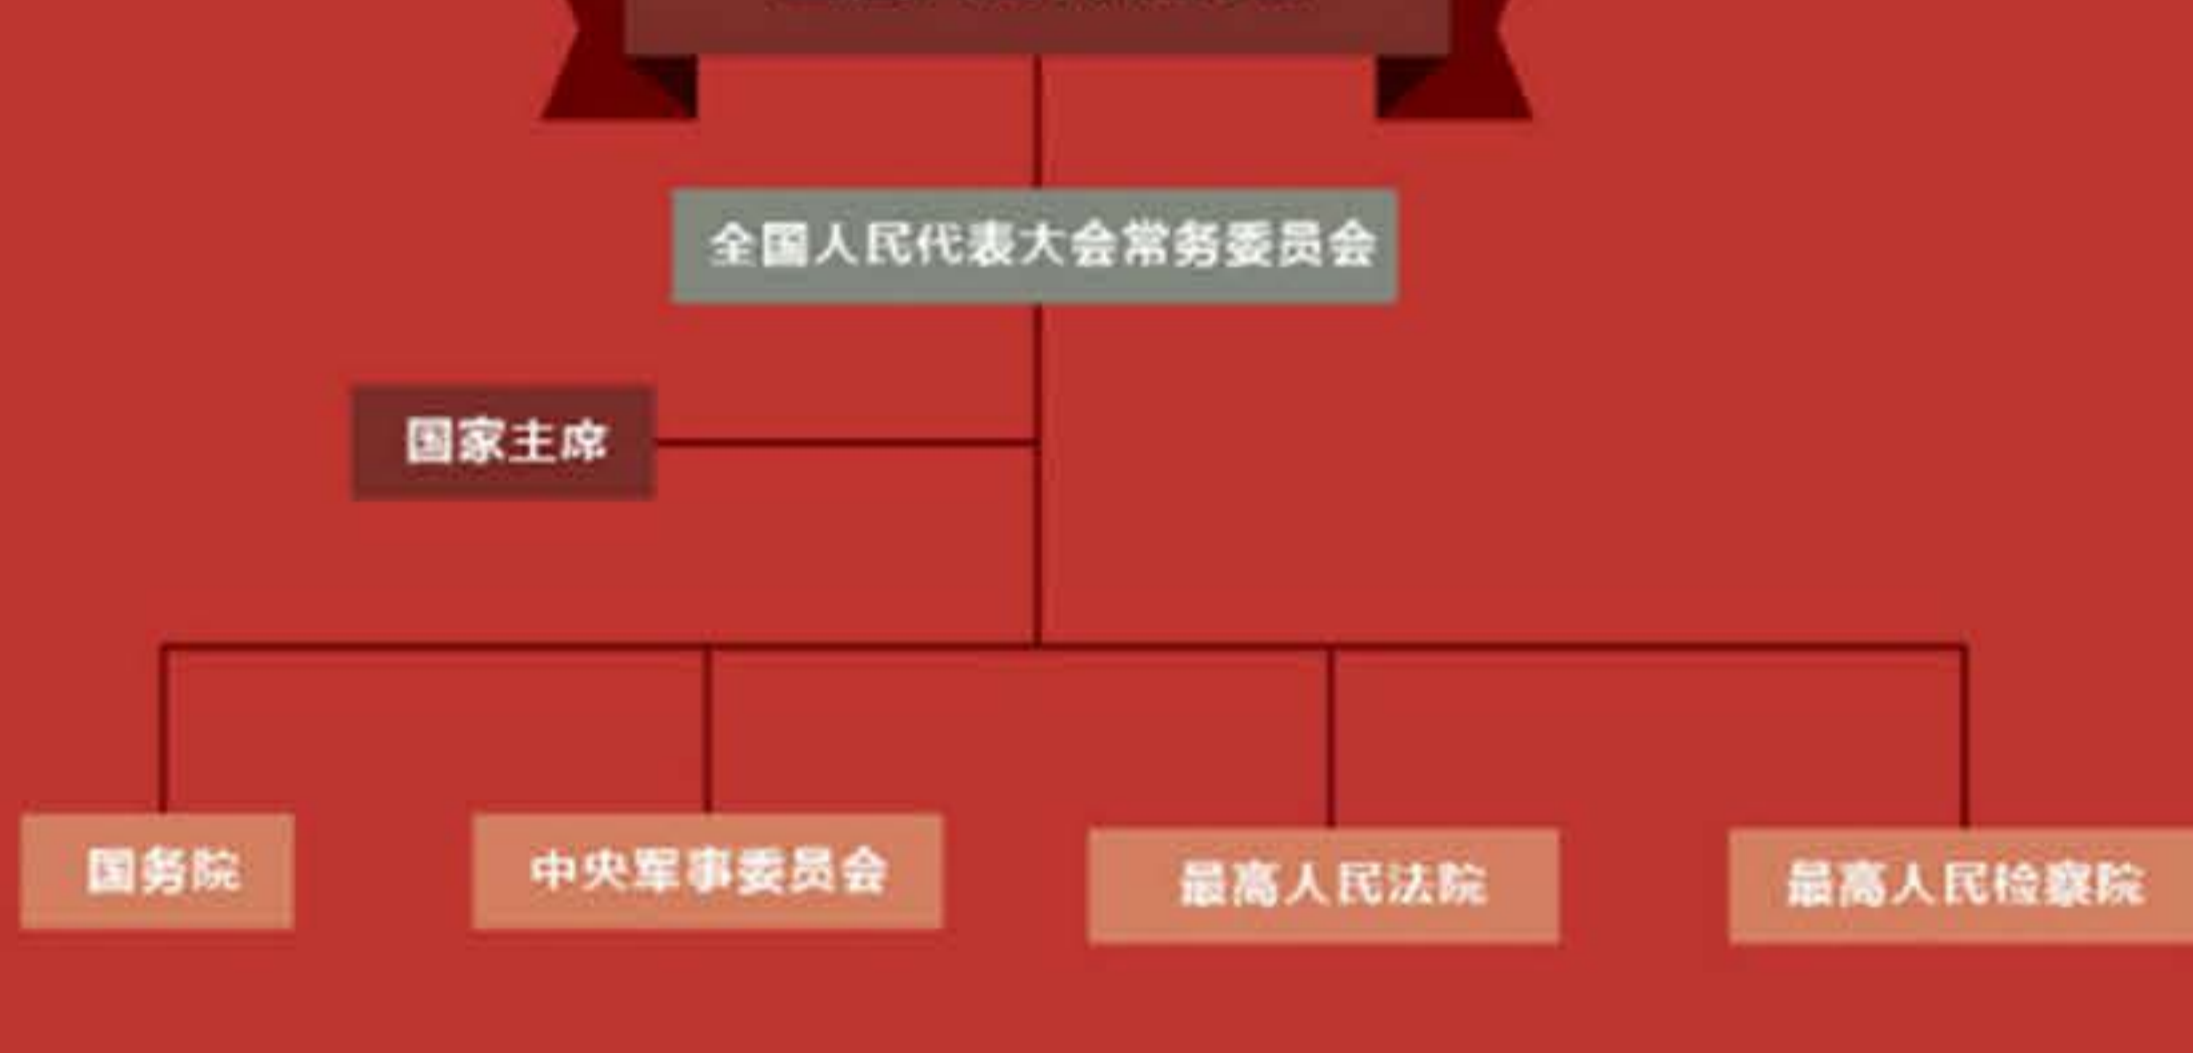 全国人民代表大会常务委员会
国家主席
国务院
中央军事委员会
最高人民法院
最高人民检察院